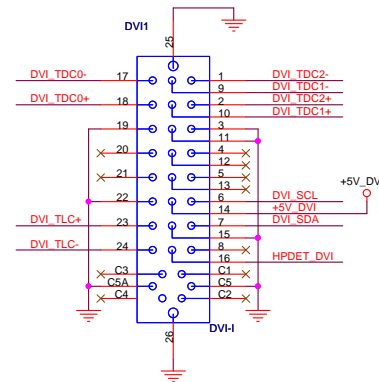 DVI1
25
DVI_TDC0- 17 1 DVI_TDC2-
9 DVI_TDC1-
DVI_TDC0+ 18 2 DVI_TDC2+
10 DVI_TDC1+
19 3
11
20 4
12
21 5
13
+5V_DV
22 6 DVI_SCL
14 +5V_DVI
DVI_TLC+ 23 7 DVI_SDA
15
DVI_TLC- 24 8
16 HPDET_DVI
C3 C1
C5A C5
C4 C2
DVI-I
26